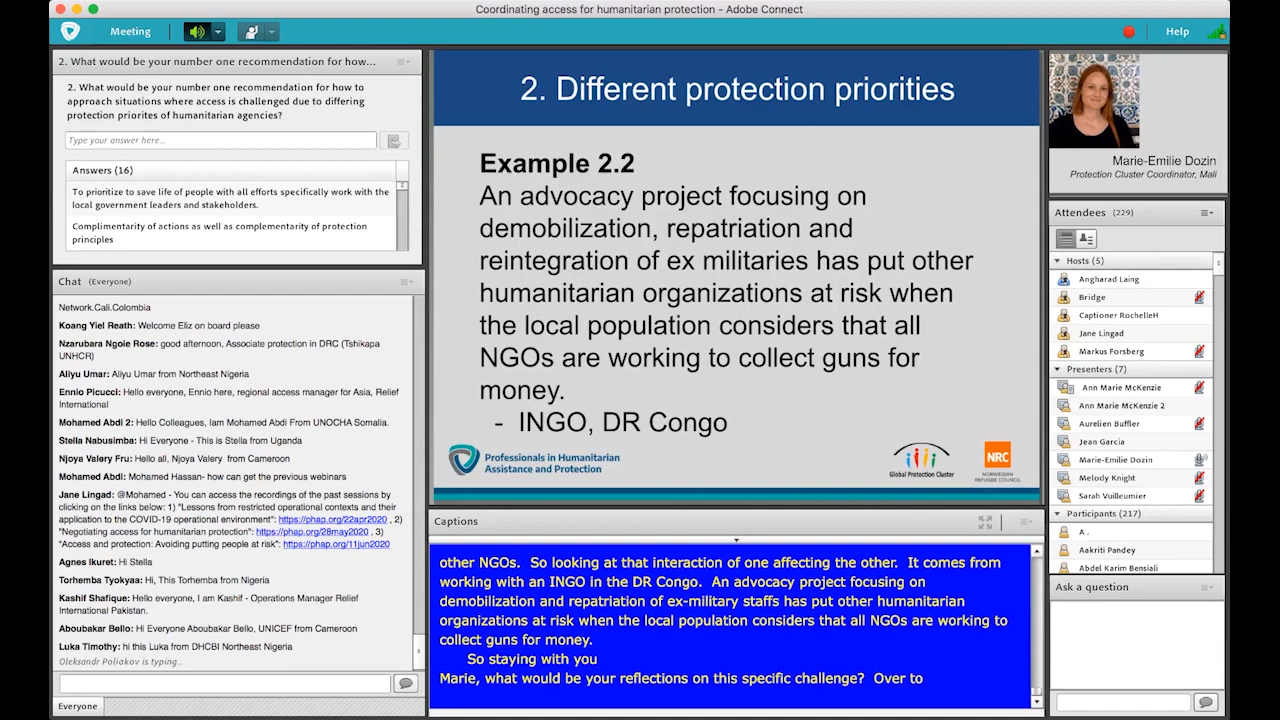 Coordinating access for humanitarian protection - Adobe Connect
Meeting
Help
2. What would be your number one recommendation for how...
2. What would be your number one recommendation for how to
approach situations where access is challenged due to differing
protection priorites of humanitarian agencies?
Type your answer here...
Answers (16)
To prioritize to save life of people with all efforts specifically work with the
local government leaders and stakeholders.
Complimentarity of actions as well as complementarity of protection
principles
Chat (Everyone)
Network.Cali.Colombia
Koang Yiel Reath: Welcome Eliz on board please
Nzarubara Ngoie Rose: good afternoon, Associate protection in DRC (Tshikapa
UNHCR)
Aliyu Umar: Aliyu Umar from Northeast Nigeria
Ennio Picucci: Hello everyone, Ennio here, regional access manager for Asia, Relief
International
Mohamed Abdi 2: Hello Colleagues, Iam Mohamed Abdi From UNOCHA Somalia.
Stella Nabusimba: Hi Everyone - This is Stella from Uganda
Njoya Valery Fru: Hello all, Njoya Valery from Cameroon
Mohamed Abdi: Mohamed Hassan- how can get the previous webinars
Jane Lingad: @Mohamed - You can access the recordings of the past sessions by
clicking on the links below: 1) "Lessons from restricted operational contexts and their
application to the COVID-19 operational environment": https://phap.org/22apr2020 , 2)
"Negotiating access for humanitarian protection": https://phap.org/28may2020 , 3)
"Access and protection: Avoiding putting people at risk": https://phap.org/11jun2020
Agnes Ikuret: Hi Stella
Torhemba Tyokyaa: Hi, This Torhemba from Nigeria
Kashif Shafique: Hello everyone, I am Kashif - Operations Manager Relief
International Pakistan.
Aboubakar Bello: Hi Everyone Aboubakar Bello, UNICEF from Cameroon
Luka Timothy: hi this Luka from DHCBI Northeast Nigeria
Oleksandr Poliakov is typing...
Everyone
2. Different protection priorities
Example 2.2
An advocacy project focusing on
demobilization, repatriation and
reintegration of ex militaries has put other
humanitarian organizations at risk when
the local population considers that all
NGOs are working to collect guns for
money.
- INGO, DR Congo
Professionals in Humanitarian
Assistance and Protection
Global Protection Cluster
NRC
NORWEGIAN
REFUGEE COUNCIL
Captions
other NGOs. So looking at that interaction of one affecting the other. It comes from
working with an INGO in the DR Congo. An advocacy project focusing on
demobilization and repatriation of ex-military staffs has put other humanitarian
organizations at risk when the local population considers that all NGOs are working to
collect guns for money.
So staying with you
Marie, what would be your reflections on this specific challenge? Over to
Marie-Emilie Dozin
Protection Cluster Coordinator, Mali
Attendees (229)
Hosts (5)
Angharad Laing
Bridge
Captioner RochelleH
Jane Lingad
Markus Forsberg
Presenters (7)
Ann Marie McKenzie
Ann Marie McKenzie 2
Aurelien Buffler
Jean Garcia
Marie-Emilie Dozin
Melody Knight
Sarah Vuilleumier
Participants (217)
A .
Aakriti Pandey
Abdel Karim Bensiali
Ask a question